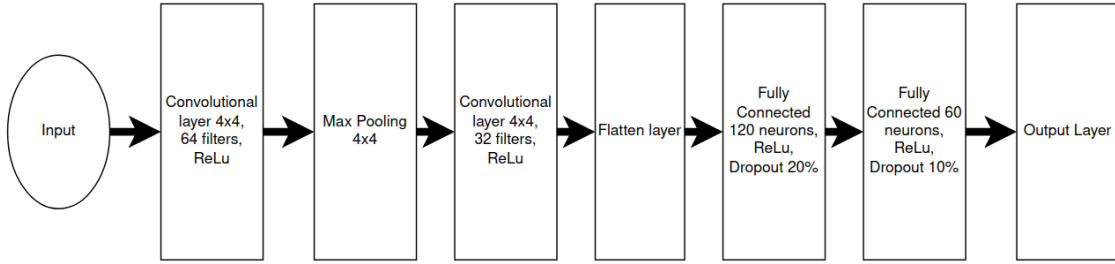 Input
Convolutional
layer 4x4,
64 filters,
ReLu
Max Pooling
4x4
Convolutional
layer 4x4,
32 filters,
ReLu
Flatten layer
Fully
Connected
120 neurons,
ReLu,
Dropout 20%
Fully
Connected 60
neurons,
ReLu,
Dropout 10%
Output Layer